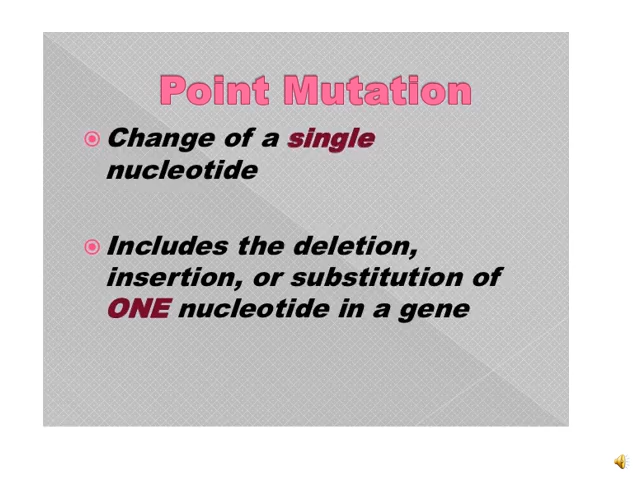 Point Mutation
Change of a single
nucleotide
Includes the deletion,
insertion, or substitution of
ONE nucleotide in a gene